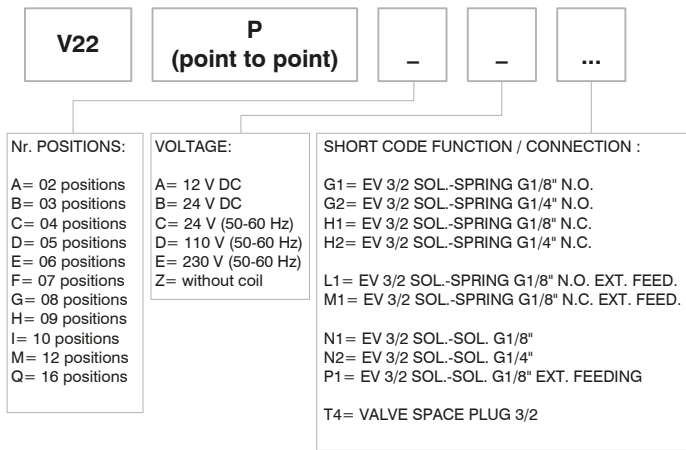 V22
P
(point to point)
_
_
...
Nr. POSITIONS:
A= 02 positions
B= 03 positions
C= 04 positions
D= 05 positions
E= 06 positions
F= 07 positions
G= 08 positions
H= 09 positions
I= 10 positions
M= 12 positions
Q= 16 positions
VOLTAGE:
A= 12 V DC
B= 24 V DC
C= 24 V (50-60 Hz)
D= 110 V (50-60 Hz)
E= 230 V (50-60 Hz)
Z= without coil
SHORT CODE FUNCTION / CONNECTION :
G1= EV 3/2 SOL.-SPRING G1/8" N.O.
G2= EV 3/2 SOL.-SPRING G1/4" N.O.
H1= EV 3/2 SOL.-SPRING G1/8" N.C.
H2= EV 3/2 SOL.-SPRING G1/4" N.C.
L1= EV 3/2 SOL.-SPRING G1/8" N.O. EXT. FEED.
M1= EV 3/2 SOL.-SPRING G1/8" N.C. EXT. FEED.
N1= EV 3/2 SOL.-SOL. G1/8"
N2= EV 3/2 SOL.-SOL. G1/4"
P1= EV 3/2 SOL.-SOL. G1/8" EXT. FEEDING
T4= VALVE SPACE PLUG 3/2